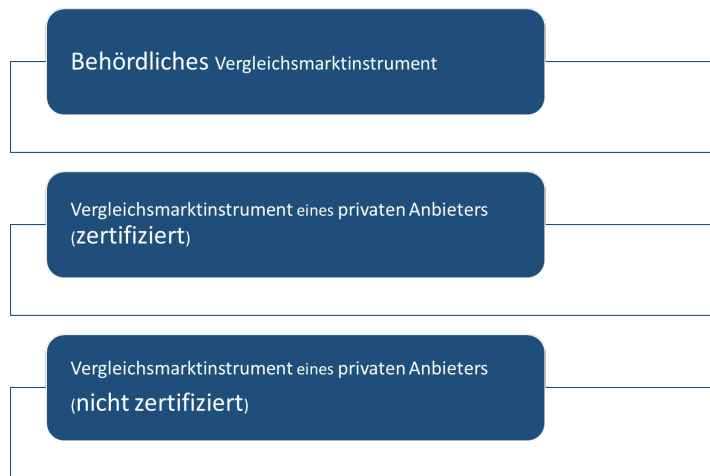 Behördliches Vergleichsmarktinstrument
Vergleichsmarktinstrument eines privaten Anbieters
(zertifiziert)
Vergleichsmarktinstrument eines privaten Anbieters
(nicht zertifiziert)